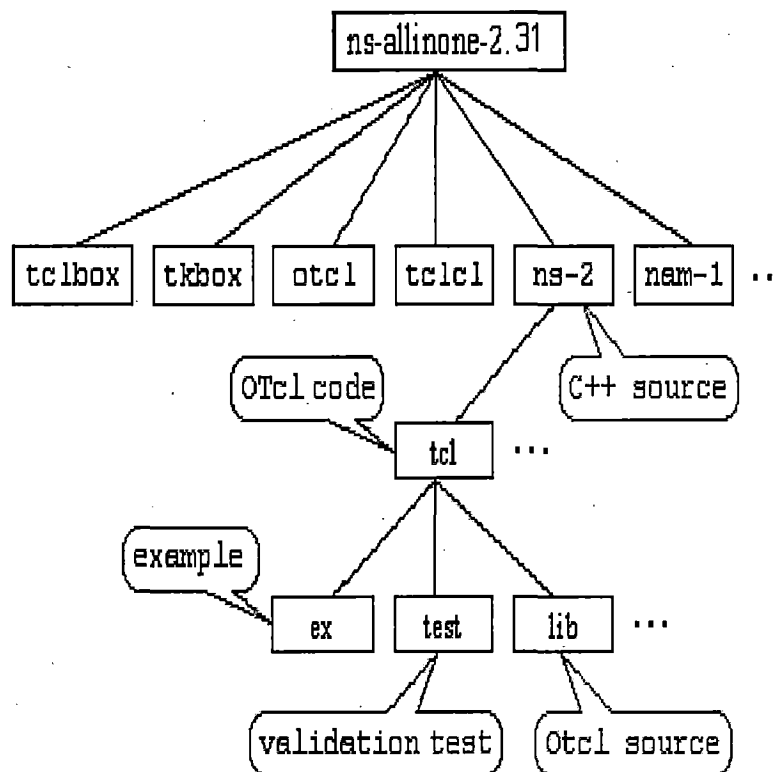 ns-allinone-2.31
tclbox tkbox otcl tclcl ns-2 nam-1 ..
OTcl code
C++ source
tcl ...
example
ex test lib ...
validation test
Otcl source